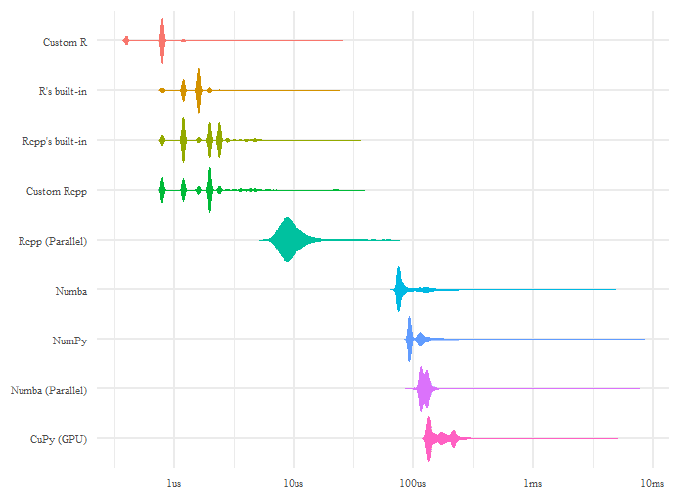 Custom R
R's built-in
Rcpp's built-in
Custom Rcpp
Rcpp (Parallel)
Numba
NumPy
Numba (Parallel)
CuPy (GPU)
1us 10us 100us 1ms 10ms